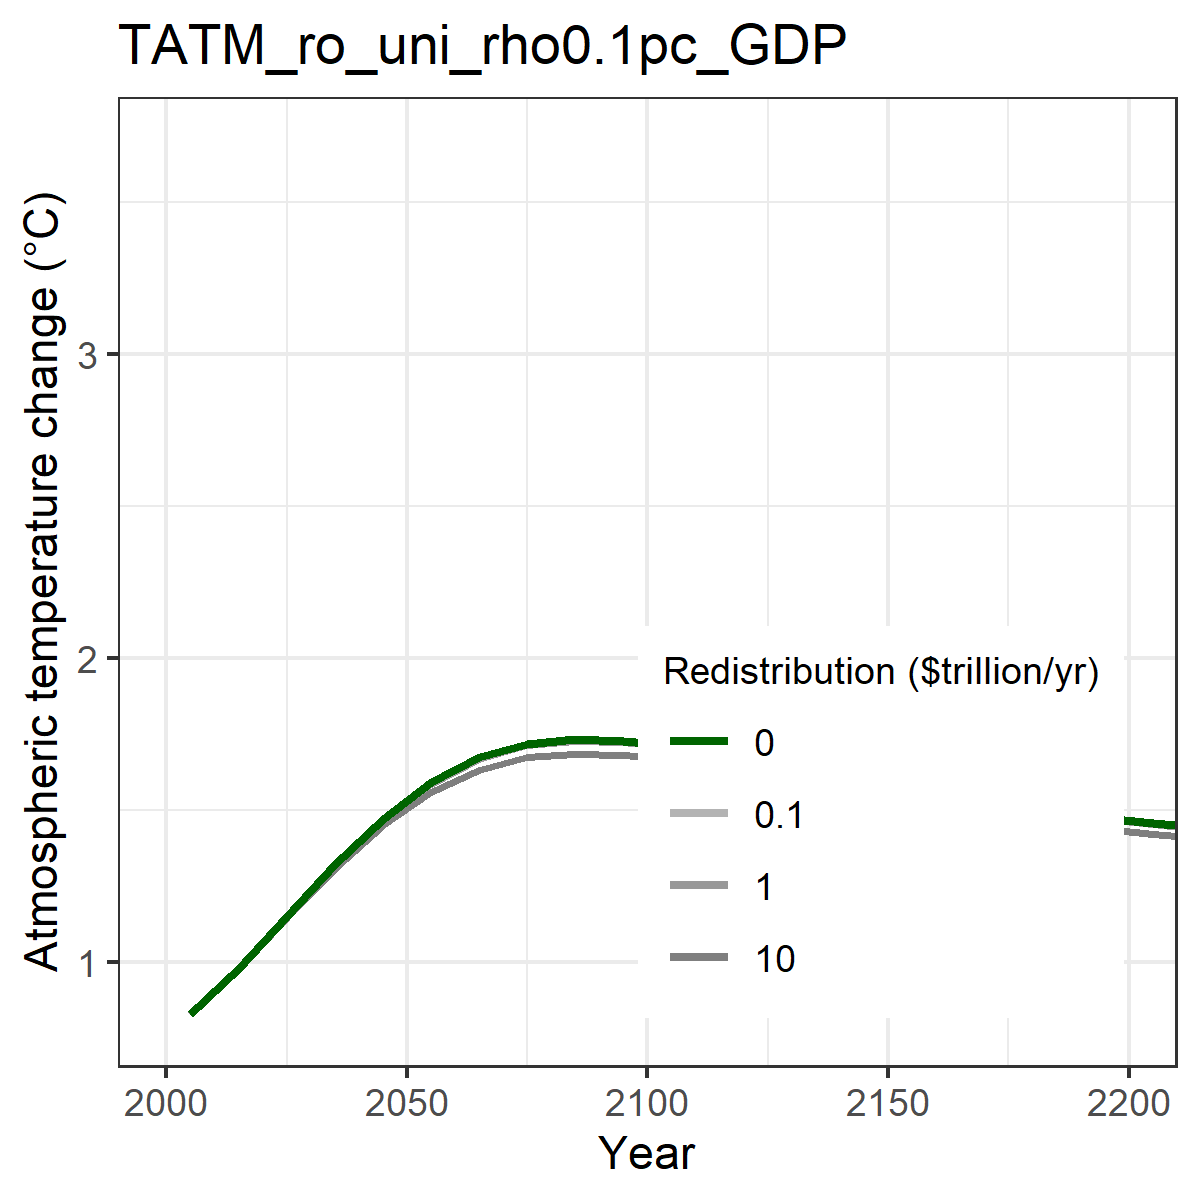 TATM_ro_uni_rho0.1pc_GDP
Atmospheric temperature change (°C)
3
2
1
Redistribution ($trillion/yr)
0
0.1
1
10
2000 2050 2100 2150 2200
Year